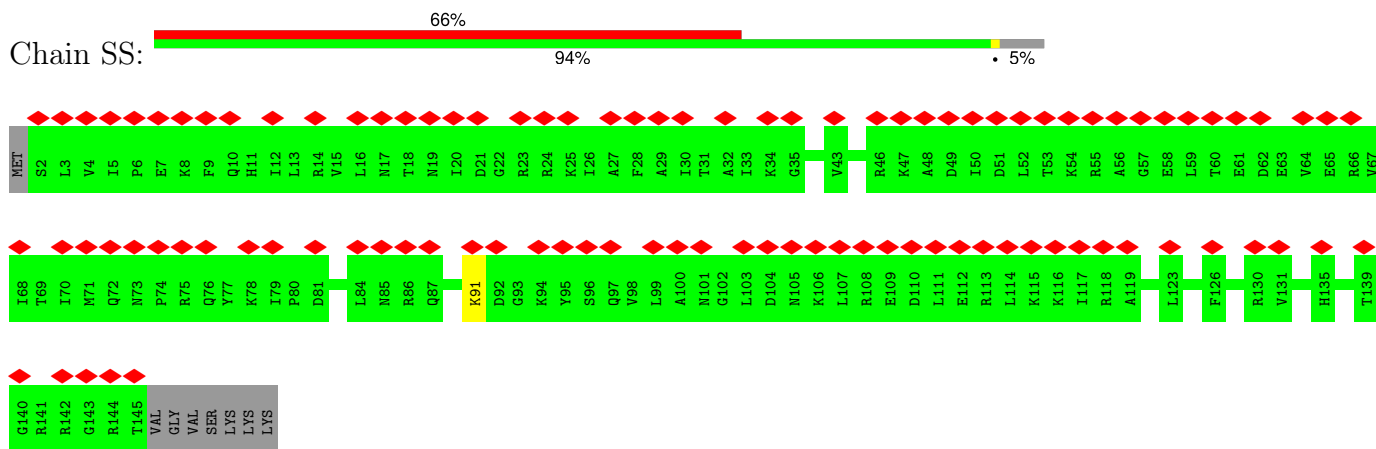 66%
Chain SS:
94% • 5%
MET S2 L3 V4 I5 P6 E7 K8 F9 Q10 H11 I12 L13 R14 V15 L16 N17 T18 N19 I20 D21 G22 R23 R24 K25 I26 A27 F28 A29 I30 T31 A32 I33 K34 G35 V43 R46 K47 A48 D49 I50 D51 L52 T53 K54 R55 A56 G57 E58 L59 T60 E61 D62 E63 V64 E65 R66 V67
I68 T69 I70 M71 Q72 N73 P74 R75 Q76 Y77 K78 I79 P80 D81 L84 N85 R86 Q87 K91 D92 G93 K94 Y95 S96 Q97 V98 L99 A100 N101 G102 L103 D104 N105 K106 L107 R108 E109 D110 L111 E112 R113 L114 K115 K116 I117 R118 A119 L123 F126 R130 V131 H135 T139
G140 R141 R142 G143 R144 T145 VAL GLY VAL SER LYS LYS LYS